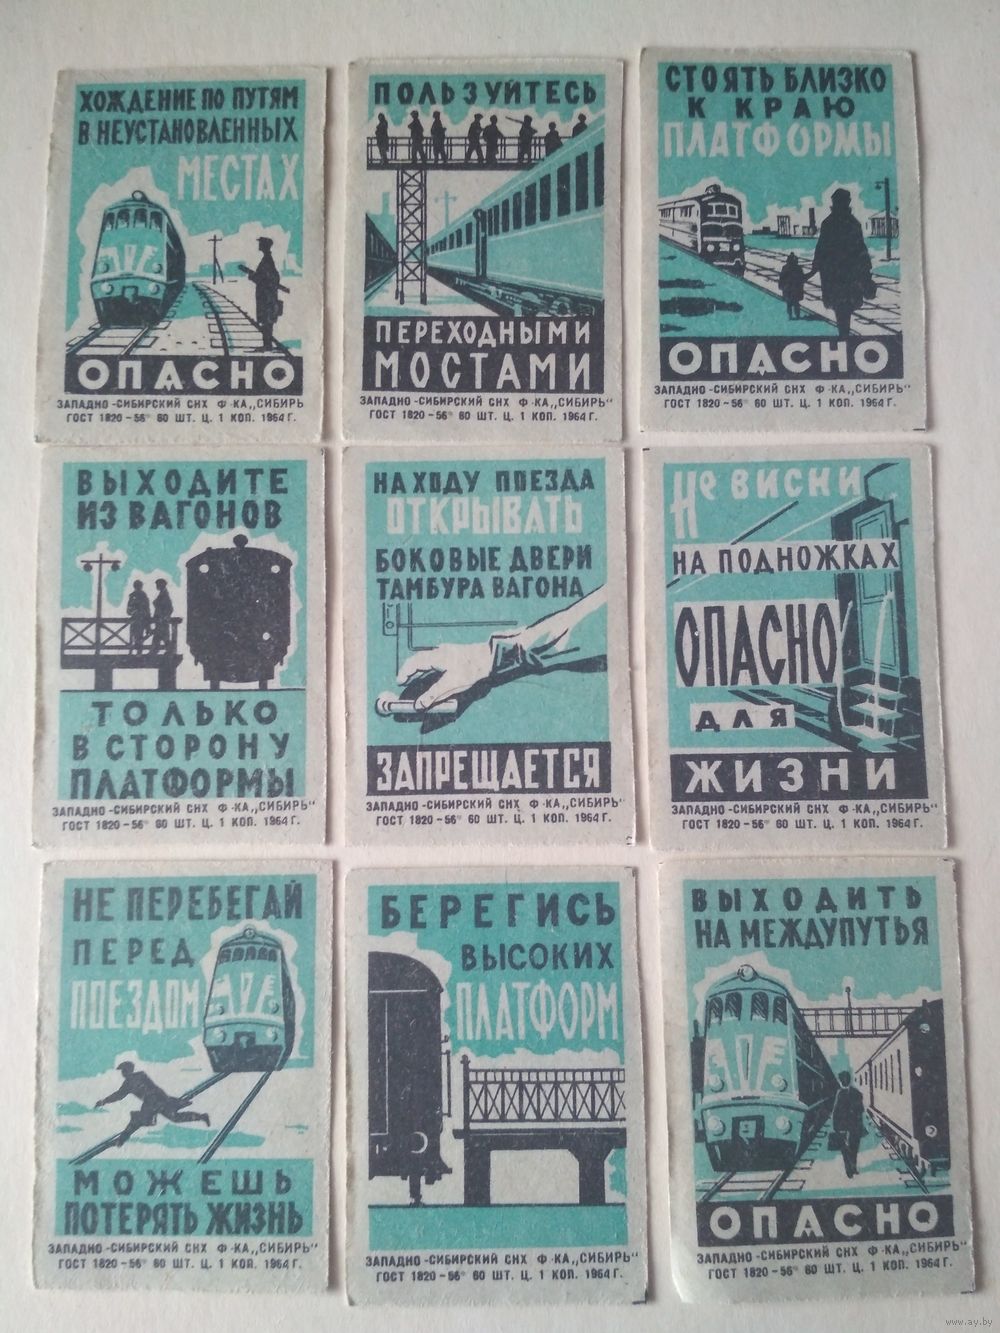 ХОЖДЕНИЕ ПО ПУТЯМ
В НЕУСТАНОВЛЕННЫХ
МЕСТАХ
ОПАСНО
ЗАПАДНО-СИБИРСКИЙ СНХ Ф-КА „СИБИРЬ"
ГОСТ 1820-56* 60 ШТ. Ц. 1 КОП. 1964 Г.
ПОЛЬЗУЙТЕСЬ
ПЕРЕХОДНЫМИ
МОСТАМИ
ЗАПАДНО-СИБИРСКИЙ СНХ Ф-КА „СИБИРЬ"
ГОСТ 1820-56* 60 ШТ. Ц. 1 КОП. 1964 Г.
СТОЯТЬ БЛИЗКО
К КРАЮ
ПЛАТФОРМЫ
ОПАСНО
ЗАПАДНО-СИБИРСКИЙ СНХ Ф-КА „СИБИРЬ"
ГОСТ 1820-56* 60 ШТ. Ц. 1 КОП. 1964 Г.
ВЫХОДИТЕ
ИЗ ВАГОНОВ
ТОЛЬКО
В СТОРОНУ
ПЛАТФОРМЫ
ЗАПАДНО-СИБИРСКИЙ СНХ Ф-КА „СИБИРЬ"
ГОСТ 1820-56* 60 ШТ. Ц. 1 КОП. 1964 Г.
НА ХОДУ ПОЕЗДА
ОТКРЫВАТЬ
БОКОВЫЕ ДВЕРИ
ТАМБУРА ВАГОНА
ЗАПРЕЩАЕТСЯ
ЗАПАДНО-СИБИРСКИЙ СНХ Ф-КА „СИБИРЬ"
ГОСТ 1820-56* 60 ШТ. Ц. 1 КОП. 1964 Г.
Не ВИСНИ
НА ПОДНОЖКАХ
ОПАСНО
ДЛЯ
ЖИЗНИ
ЗАПАДНО-СИБИРСКИЙ СНХ Ф-КА „СИБИРЬ"
ГОСТ 1820-56* 60 ШТ. Ц. 1 КОП. 1964 Г.
НЕ ПЕРЕБЕГАЙ
ПЕРЕД
ПОЕЗДОМ
МОЖЕШЬ
ПОТЕРЯТЬ ЖИЗНЬ
ЗАПАДНО-СИБИРСКИЙ СНХ Ф-КА „СИБИРЬ"
ГОСТ 1820-56* 60 ШТ. Ц. 1 КОП. 1964 Г.
БЕРЕГИСЬ
ВЫСОКИХ
ПЛАТФОРМ
ЗАПАДНО-СИБИРСКИЙ СНХ Ф-КА „СИБИРЬ"
ГОСТ 1820-56* 60 ШТ. Ц. 1 КОП. 1964 Г.
ВЫХОДИТЬ
НА МЕЖДУПУТЬЯ
ОПАСНО
ЗАПАДНО-СИБИРСКИЙ СНХ Ф-КА „СИБИРЬ"
ГОСТ 1820-56* 60 ШТ. Ц. 1 КОП. 1964 Г.
www.ay.by